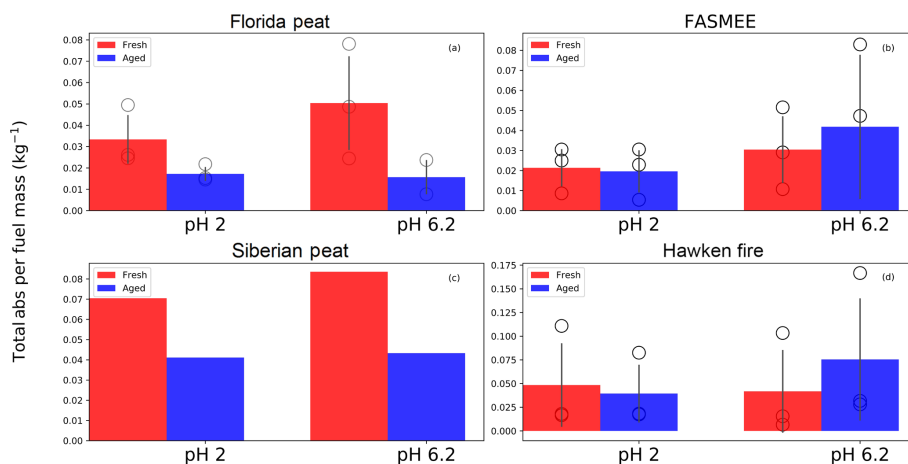 Total abs per fuel mass (kg⁻¹)
Florida peat
Fresh
Aged
(a)
0.08
0.07
0.06
0.05
0.04
0.03
0.02
0.01
0.00
pH 2 pH 6.2
FASMEE
Fresh
Aged
(b)
0.08
0.07
0.06
0.05
0.04
0.03
0.02
0.01
0.00
pH 2 pH 6.2
Siberian peat
Fresh
Aged
(c)
0.08
0.07
0.06
0.05
0.04
0.03
0.02
0.01
0.00
pH 2 pH 6.2
Hawken fire
Fresh
Aged
(d)
0.175
0.150
0.125
0.100
0.075
0.050
0.025
0.000
pH 2 pH 6.2